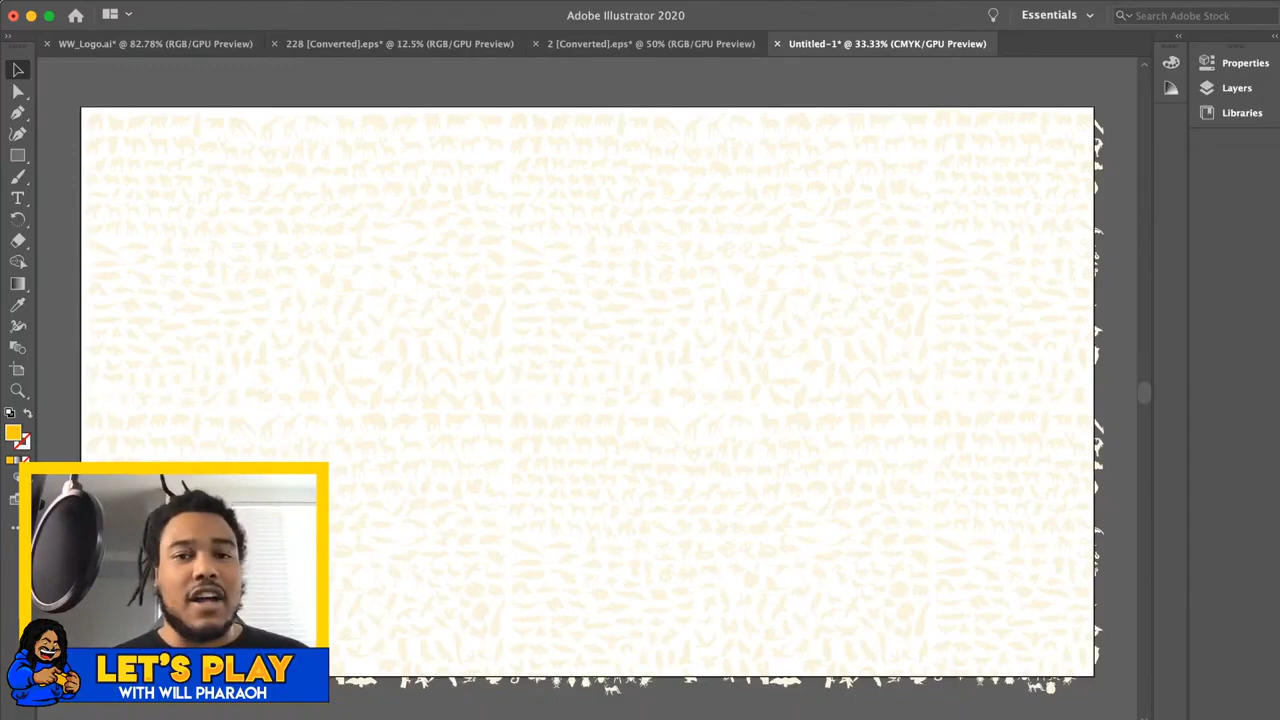 Adobe Illustrator 2020
Essentials
Search Adobe Stock
WW_Logo.ai* @ 82.78% (RGB/GPU Preview)
228 [Converted].eps* @ 12.5% (RGB/GPU Preview)
2 [Converted].eps* @ 50% (RGB/GPU Preview)
Untitled-1* @ 33.33% (CMYK/GPU Preview)
Properties
Layers
Libraries
LET'S PLAY
WITH WILL PHARAOH